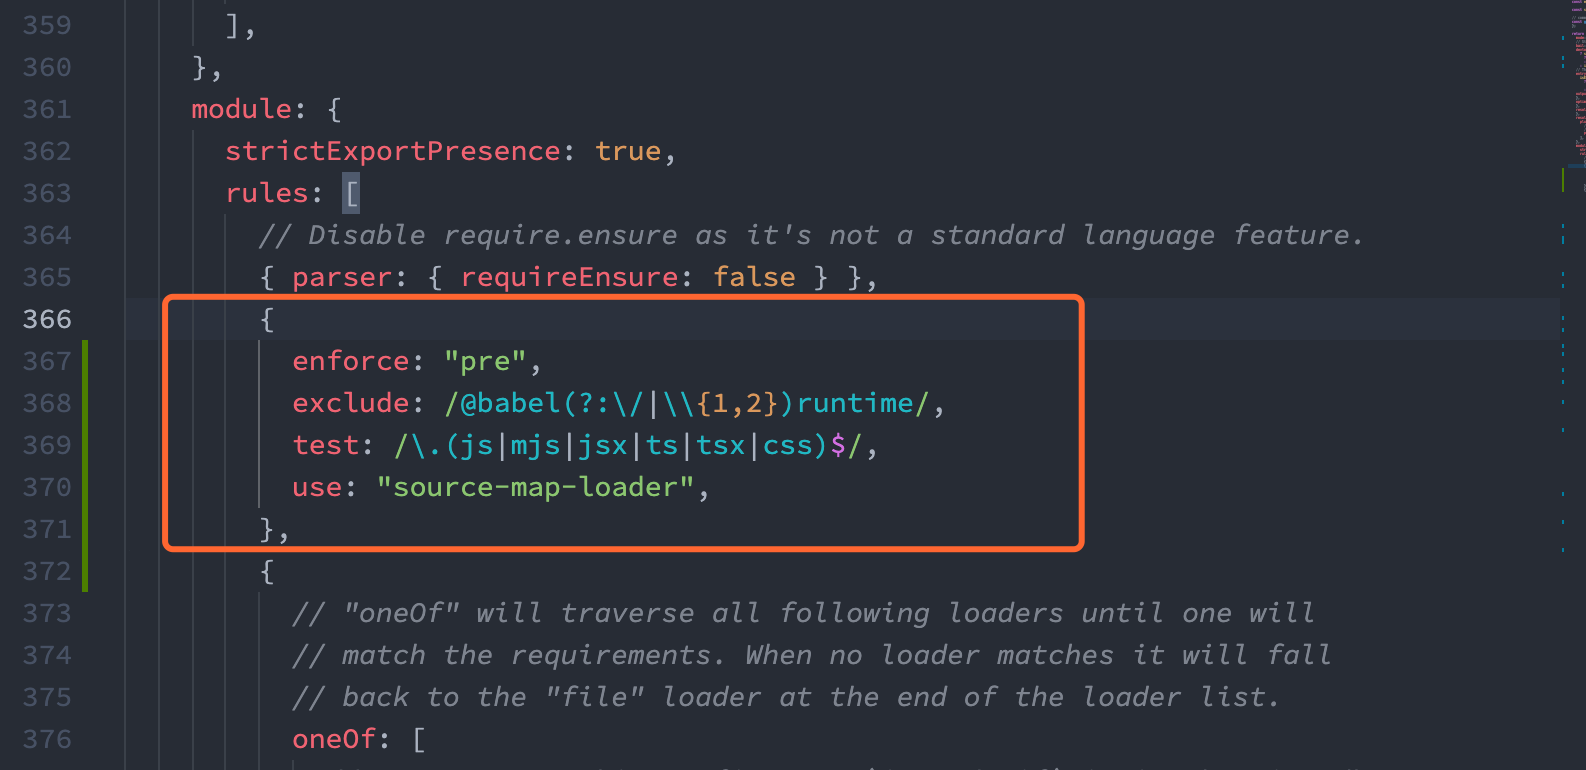 359 ],
360 },
361 module: {
362 strictExportPresence: true,
363 rules: [
364 // Disable require.ensure as it's not a standard language feature.
365 { parser: { requireEnsure: false } },
366 {
367 enforce: "pre",
368 exclude: /@babel(?:\/|\\{1,2})runtime/,
369 test: /\.(js|mjs|jsx|ts|tsx|css)$/,
370 use: "source-map-loader",
371 },
372 {
373 // "oneOf" will traverse all following loaders until one will
374 // match the requirements. When no loader matches it will fall
375 // back to the "file" loader at the end of the loader list.
376 oneOf: [